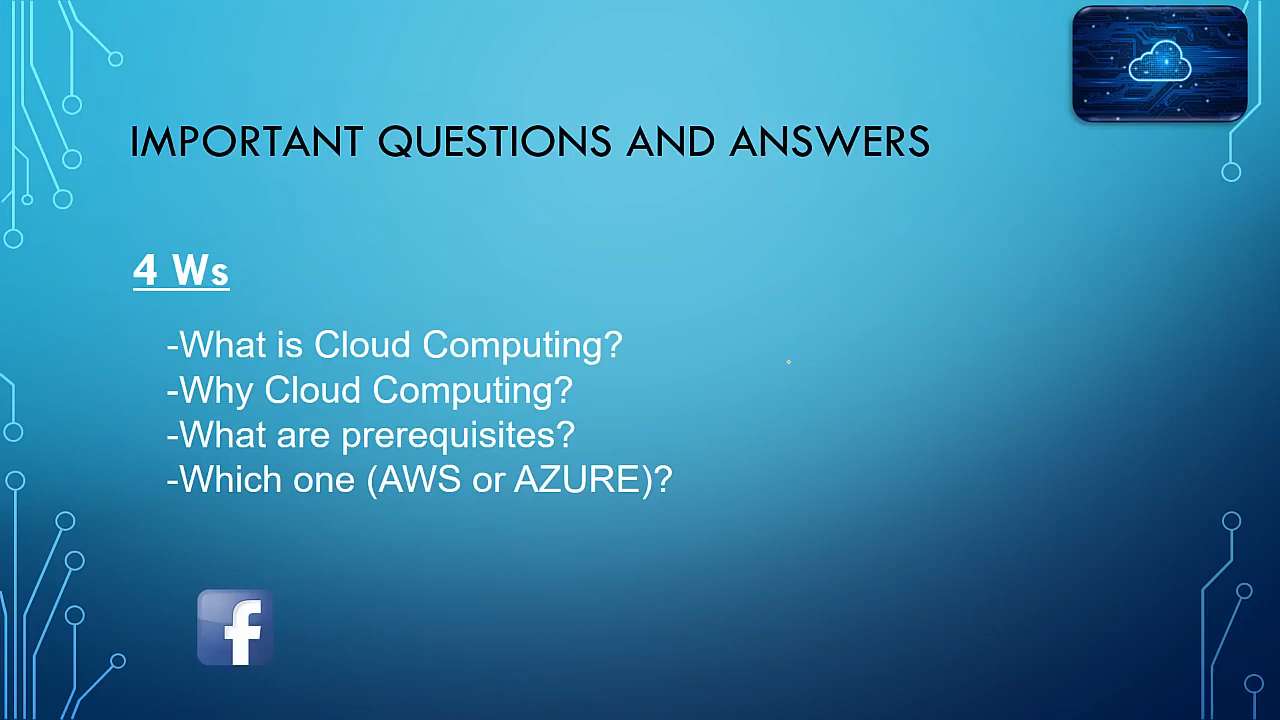 IMPORTANT QUESTIONS AND ANSWERS
4 Ws
-What is Cloud Computing?
-Why Cloud Computing?
-What are prerequisites?
-Which one (AWS or AZURE)?
f